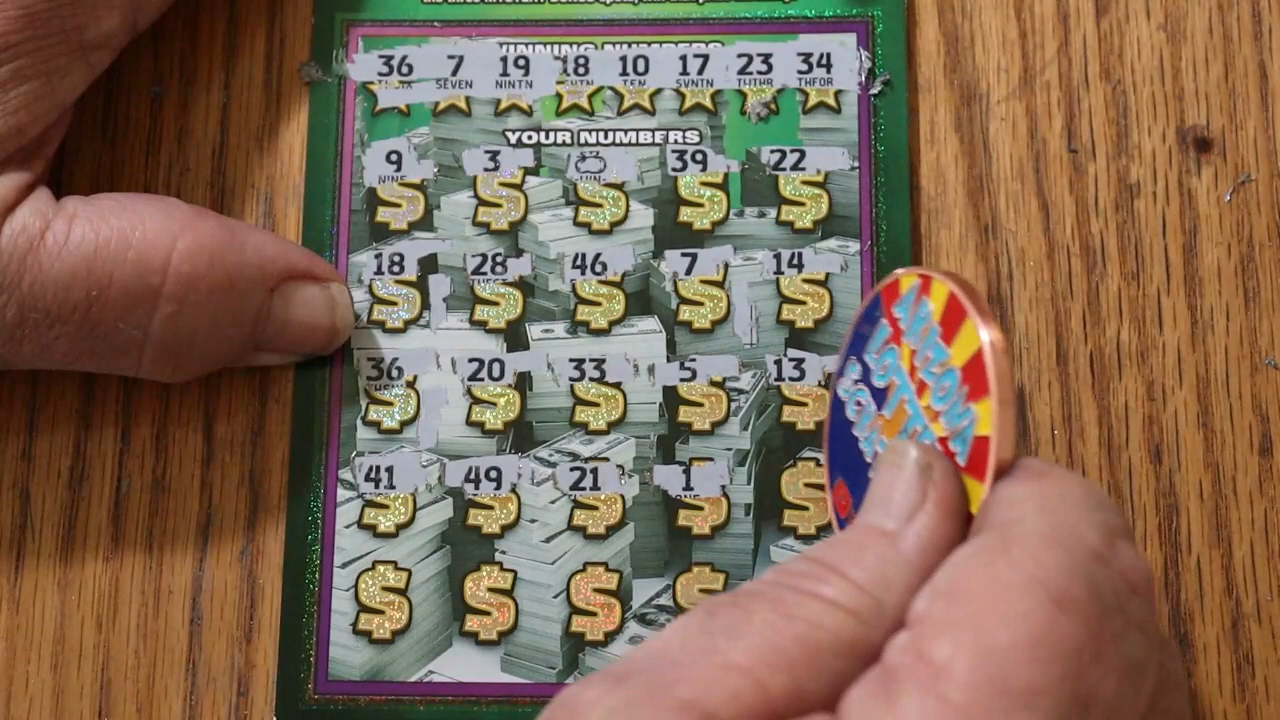 WINNING NUMBERS
36 7 19 18 10 17 23 34
SEVEN NINTN TEN SVNTN THTHR THFOR
YOUR NUMBERS
9 3 39 22
NINE
18 28 46 7 14
36 20 33 5 13
41 49 21 1
ONE
ARIZONA
LOTTERY